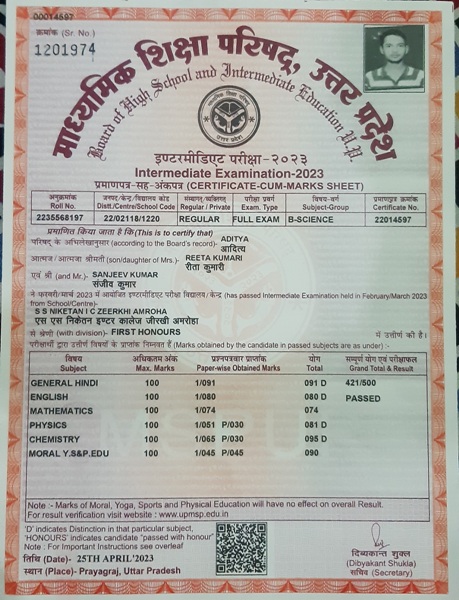 00014597
क्रमांक (Sr. No.)
1201974
माध्यमिक शिक्षा परिषद्, उत्तर प्रदेश
Board of High School and Intermediate Education U.P.
इण्टरमीडिएट परीक्षा-२०२३
Intermediate Examination-2023
प्रमाणपत्र-सह-अंकपत्र (CERTIFICATE-CUM-MARKS SHEET)
अनुक्रमांक जनपद/केन्द्र/विद्यालय कोड संस्थागत/व्यक्तिगत परीक्षा प्रवर्ग विषय-वर्ग प्रमाणपत्र क्रमांक
Roll No. Distt./Centre/School Code Regular / Private Exam. Type Subject-Group Certificate No.
2235568197 22/02118/1220 REGULAR FULL EXAM B-SCIENCE 22014597
प्रमाणित किया जाता है कि(This is to certify that)
परिषद् के अभिलेखानुसार (according to the Board's record)- ADITYA
आदित्य
आत्मज / आत्मजा श्रीमती (son/daughter of Mrs.)- REETA KUMARI
रीता कुमारी
एवं श्री (and Mr.)- SANJEEV KUMAR
संजीव कुमार
ने फरवरी/मार्च 2023 में आयोजित इण्टरमीडिएट परीक्षा विद्यालय/ केन्द्र (has passed Intermediate Examination held in February/March 2023
from School/Centre)-
S S NIKETAN I C ZEERKHI AMROHA
एस एस निकेतन इण्टर कालेज जीरखी अमरोहा
से श्रेणी (with division)- FIRST HONOURS में उत्तीर्ण की है।
परीक्षार्थी द्वारा उत्तीर्ण विषयों के प्राप्तांक निम्नवत हैं (Marks obtained by the candidate in passed subjects are as under) :-
विषय अधिकतम अंक प्रश्नपत्रवार प्राप्तांक योग सम्पूर्ण योग एवं परीक्षाफल
Subject Max. Marks Paper-wise Obtained Marks Total Grand Total & Result
GENERAL HINDI 100 1/091 091 D 421/500
ENGLISH 100 1/080 080 D PASSED
MATHEMATICS 100 1/074 074
PHYSICS 100 1/051 P/030 081 D
CHEMISTRY 100 1/065 P/030 095 D
MORAL Y.S&P.EDU 100 1/045 P/045 090
Note :- Marks of Moral, Yoga, Sports and Physical Education will have no effect on overall Result.
For result verification visit website : www.upmsp.edu.in
'D' indicates Distinction in that particular subject,
'HONOURS' indicates candidate "passed with honour"
Note : For Important Instructions see overleaf
तिथि (Date)- 25TH APRIL'2023
स्थान (Place)- Prayagraj, Uttar Pradesh
दिव्यकान्त शुक्ल
(Dibyakant Shukla)
सचिव (Secretary)